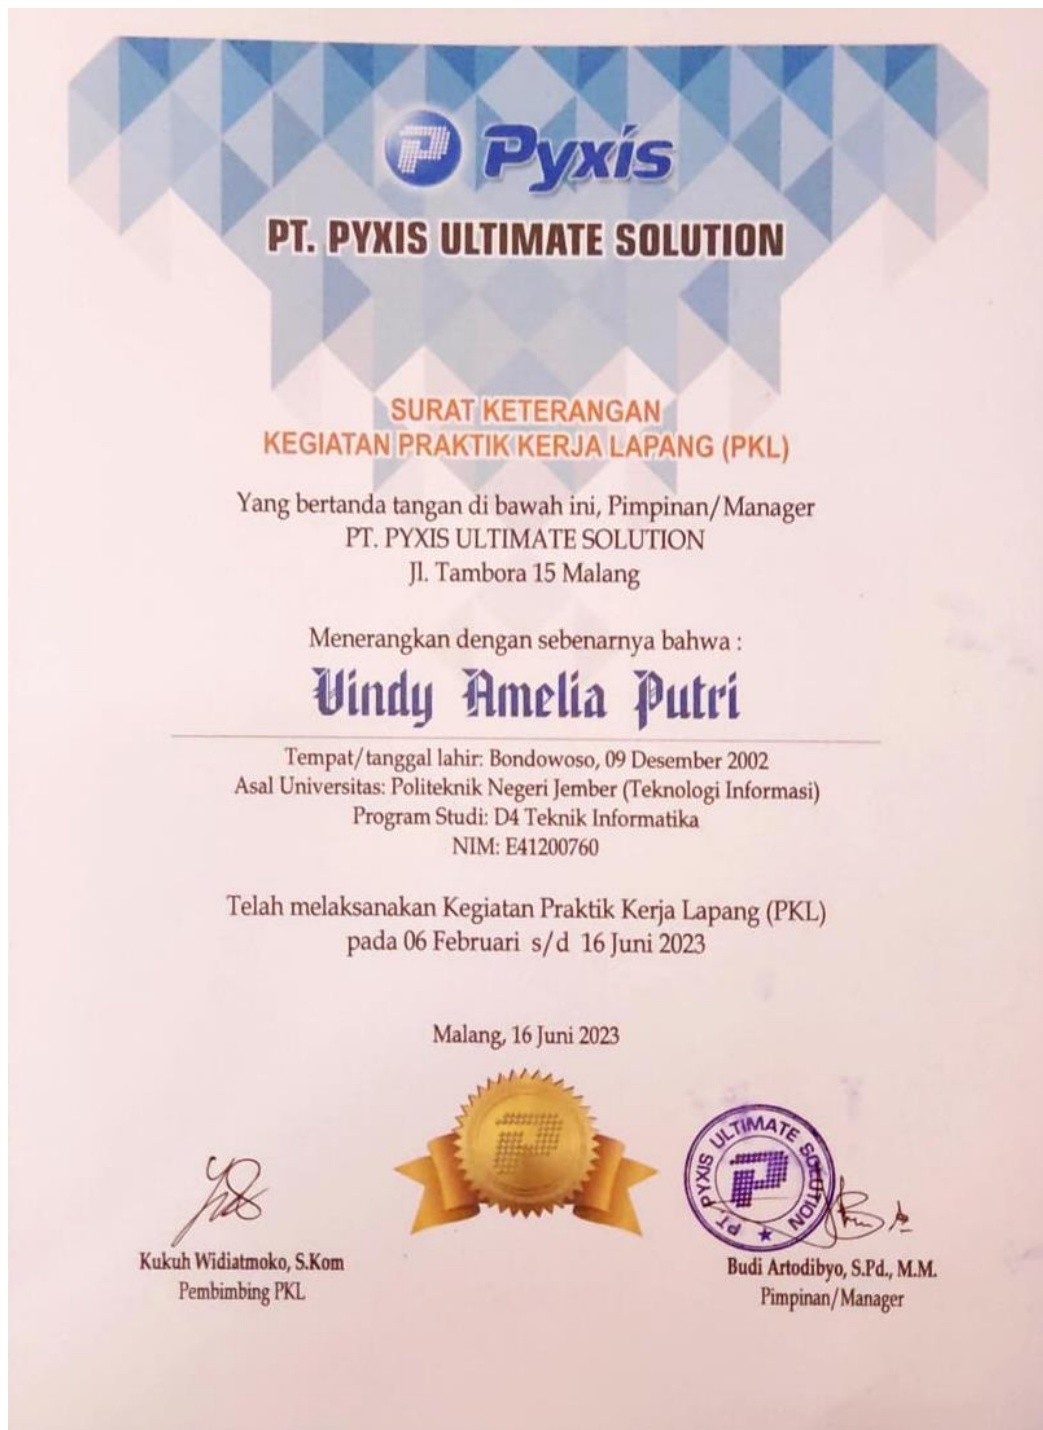 Pyxis
PT. PYXIS ULTIMATE SOLUTION
SURAT KETERANGAN
KEGIATAN PRAKTIK KERJA LAPANG (PKL)
Yang bertanda tangan di bawah ini, Pimpinan/Manager
PT. PYXIS ULTIMATE SOLUTION
Jl. Tambora 15 Malang
Menerangkan dengan sebenarnya bahwa :
Vindy Amelia Putri
Tempat/tanggal lahir: Bondowoso, 09 Desember 2002
Asal Universitas: Politeknik Negeri Jember (Teknologi Informasi)
Program Studi: D4 Teknik Informatika
NIM: E41200760
Telah melaksanakan Kegiatan Praktik Kerja Lapang (PKL)
pada 06 Februari s/d 16 Juni 2023
Malang, 16 Juni 2023
PT. PYXIS ULTIMATE SOLUTION
Kukuh Widiatmoko, S.Kom
Pembimbing PKL
Budi Artodibyo, S.Pd., M.M.
Pimpinan/Manager